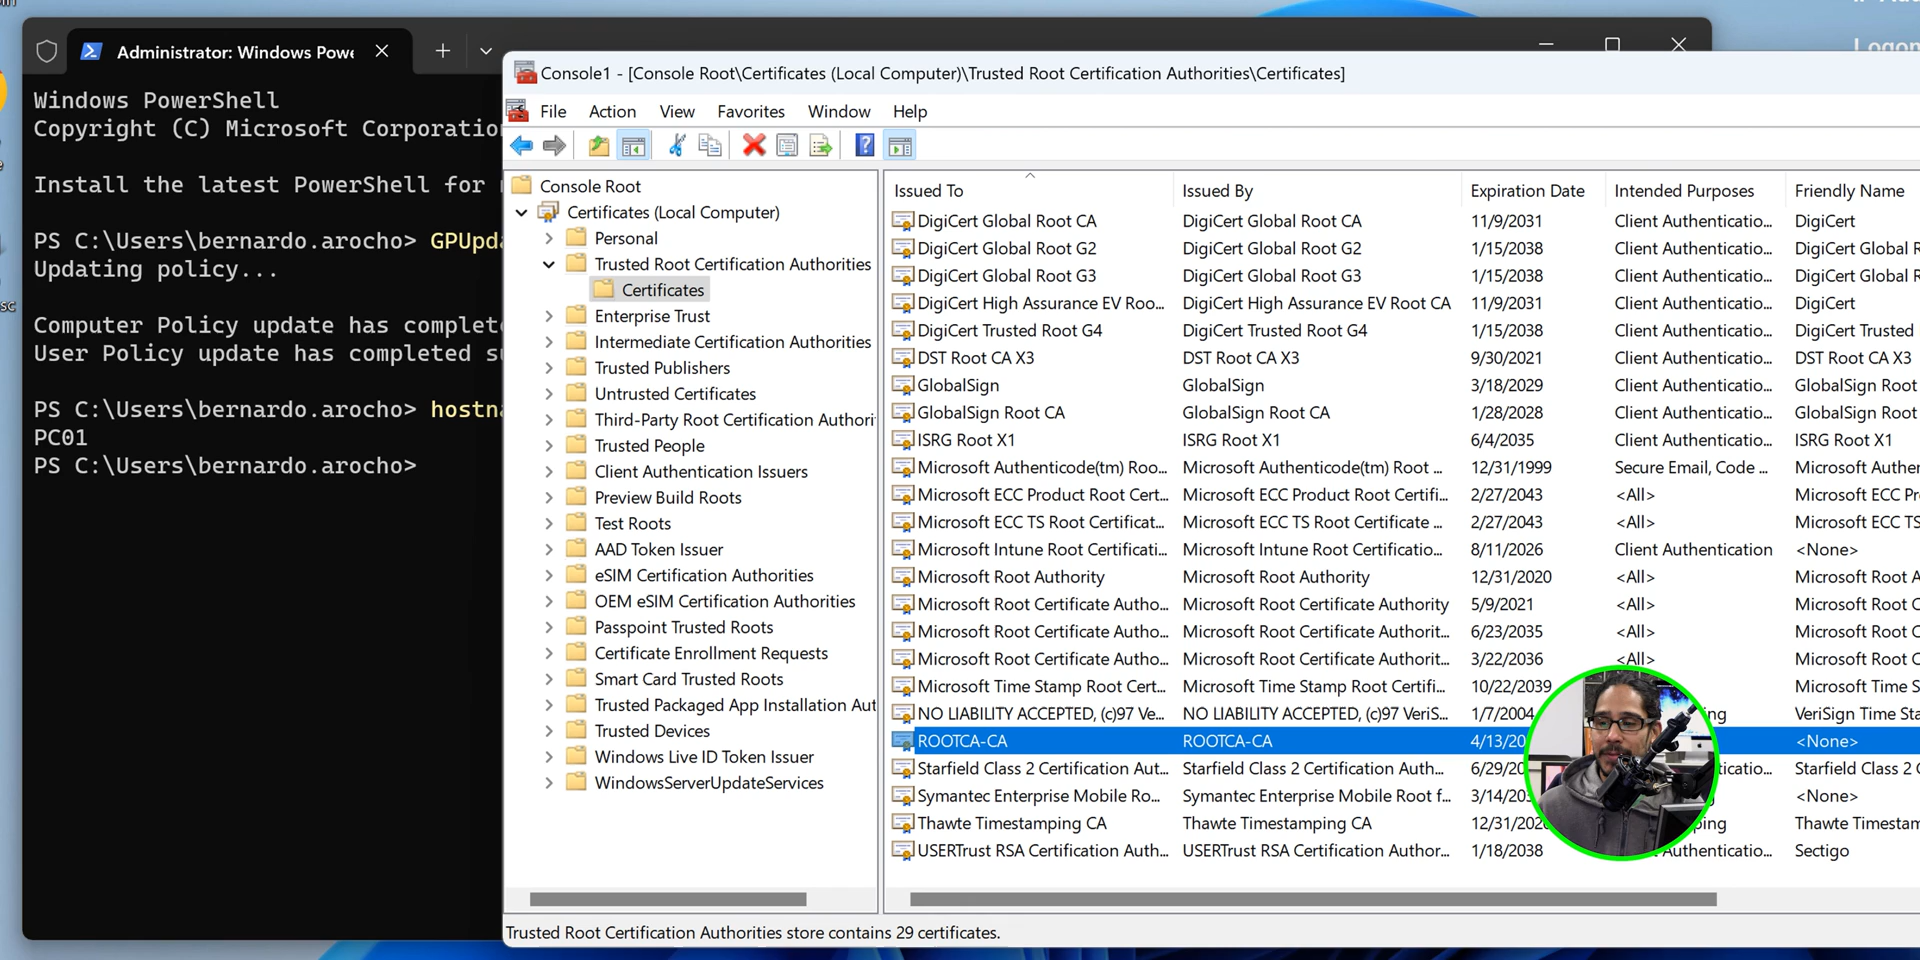 Administrator: Windows Powe
Windows PowerShell
Copyright (C) Microsoft Corporatio
Install the latest PowerShell for
PS C:\Users\bernardo.arocho> GPUpd
Updating policy...
Computer Policy update has complet
User Policy update has completed s
PS C:\Users\bernardo.arocho> hostn
PC01
PS C:\Users\bernardo.arocho>
Console1 - [Console Root\Certificates (Local Computer)\Trusted Root Certification Authorities\Certificates]
File Action View Favorites Window Help
Console Root
Certificates (Local Computer)
Personal
Trusted Root Certification Authorities
Certificates
Enterprise Trust
Intermediate Certification Authorities
Trusted Publishers
Untrusted Certificates
Third-Party Root Certification Authori
Trusted People
Client Authentication Issuers
Preview Build Roots
Test Roots
AAD Token Issuer
eSIM Certification Authorities
OEM eSIM Certification Authorities
Passpoint Trusted Roots
Certificate Enrollment Requests
Smart Card Trusted Roots
Trusted Packaged App Installation Aut
Trusted Devices
Windows Live ID Token Issuer
WindowsServerUpdateServices
Issued To Issued By Expiration Date Intended Purposes Friendly Name
DigiCert Global Root CA DigiCert Global Root CA 11/9/2031 Client Authenticatio... DigiCert
DigiCert Global Root G2 DigiCert Global Root G2 1/15/2038 Client Authenticatio... DigiCert Global R
DigiCert Global Root G3 DigiCert Global Root G3 1/15/2038 Client Authenticatio... DigiCert Global R
DigiCert High Assurance EV Roo... DigiCert High Assurance EV Root CA 11/9/2031 Client Authenticatio... DigiCert
DigiCert Trusted Root G4 DigiCert Trusted Root G4 1/15/2038 Client Authenticatio... DigiCert Trusted
DST Root CA X3 DST Root CA X3 9/30/2021 Client Authenticatio... DST Root CA X3
GlobalSign GlobalSign 3/18/2029 Client Authenticatio... GlobalSign Root
GlobalSign Root CA GlobalSign Root CA 1/28/2028 Client Authenticatio... GlobalSign Root
ISRG Root X1 ISRG Root X1 6/4/2035 Client Authenticatio... ISRG Root X1
Microsoft Authenticode(tm) Roo... Microsoft Authenticode(tm) Root ... 12/31/1999 Secure Email, Code ... Microsoft Authen
Microsoft ECC Product Root Cert... Microsoft ECC Product Root Certifi... 2/27/2043 <All> Microsoft ECC Pr
Microsoft ECC TS Root Certificat... Microsoft ECC TS Root Certificate ... 2/27/2043 <All> Microsoft ECC TS
Microsoft Intune Root Certificati... Microsoft Intune Root Certificatio... 8/11/2026 Client Authentication <None>
Microsoft Root Authority Microsoft Root Authority 12/31/2020 <All> Microsoft Root A
Microsoft Root Certificate Autho... Microsoft Root Certificate Authority 5/9/2021 <All> Microsoft Root C
Microsoft Root Certificate Autho... Microsoft Root Certificate Authorit... 6/23/2035 <All> Microsoft Root C
Microsoft Root Certificate Autho... Microsoft Root Certificate Authorit... 3/22/2036 <All> Microsoft Root C
Microsoft Time Stamp Root Cert... Microsoft Time Stamp Root Certifi... 10/22/2039 Microsoft Time S
NO LIABILITY ACCEPTED, (c)97 Ve... NO LIABILITY ACCEPTED, (c)97 VeriS... 1/7/2004 ng VeriSign Time Sta
ROOTCA-CA ROOTCA-CA 4/13/20 <None>
Starfield Class 2 Certification Aut... Starfield Class 2 Certification Auth... 6/29/20 ticatio... Starfield Class 2 C
Symantec Enterprise Mobile Ro... Symantec Enterprise Mobile Root f... 3/14/203 <None>
Thawte Timestamping CA Thawte Timestamping CA 12/31/2020 ping Thawte Timestam
USERTrust RSA Certification Auth... USERTrust RSA Certification Author... 1/18/2038 Authenticatio... Sectigo
Trusted Root Certification Authorities store contains 29 certificates.